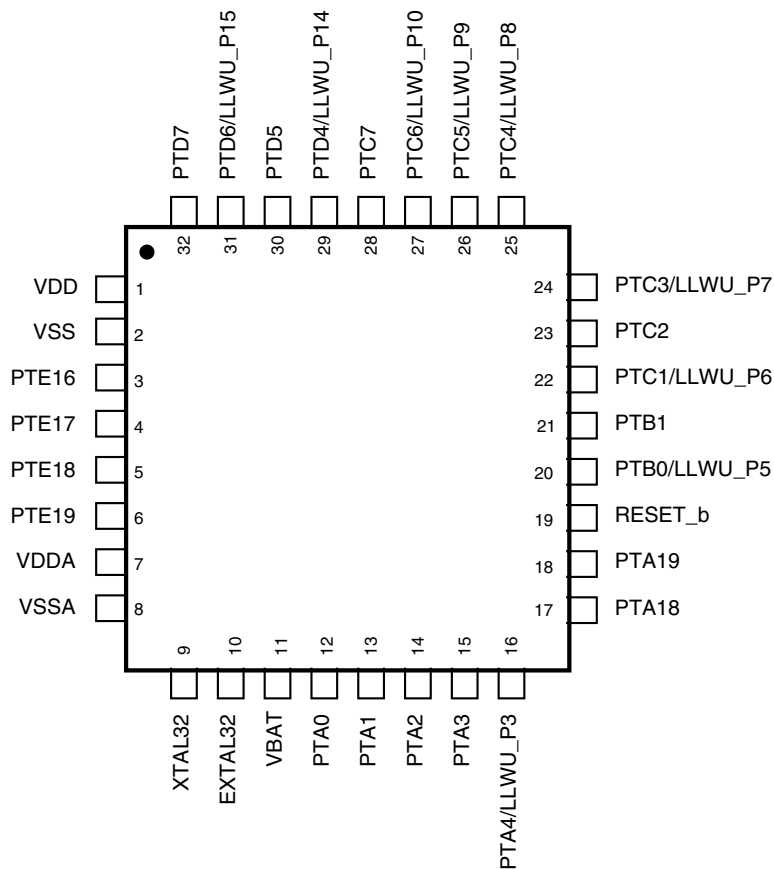 PTD7
PTD6/LLWU_P15
PTD5
PTD4/LLWU_P14
PTC7
PTC6/LLWU_P10
PTC5/LLWU_P9
PTC4/LLWU_P8
32
31
30
29
28
27
26
25
VDD 1
VSS 2
PTE16 3
PTE17 4
PTE18 5
PTE19 6
VDDA 7
VSSA 8
24 PTC3/LLWU_P7
23 PTC2
22 PTC1/LLWU_P6
21 PTB1
20 PTB0/LLWU_P5
19 RESET_b
18 PTA19
17 PTA18
9
10
11
12
13
14
15
16
XTAL32
EXTAL32
VBAT
PTA0
PTA1
PTA2
PTA3
PTA4/LLWU_P3